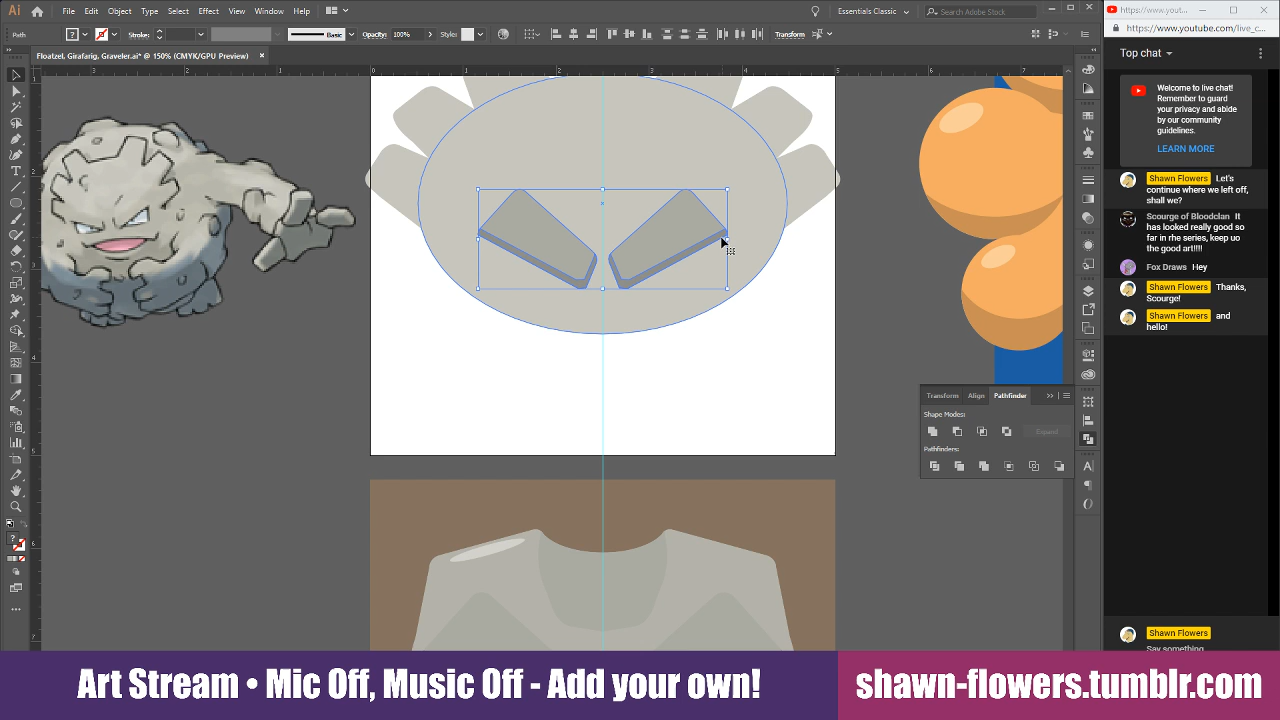 Ai
File Edit Object Type Select Effect View Window Help
Essentials Classic
Search Adobe Stock
https://www.yout...
Path
Stroke:
Basic
Opacity: 100%
Style:
Transform
https://www.youtube.com/live_c...
Floatzel, Girafarig, Graveler.ai* @ 150% (CMYK/GPU Preview)
Top chat
Welcome to live chat!
Remember to guard
your privacy and abide
by our community
guidelines.
LEARN MORE
Shawn Flowers Let's
continue where we left off,
shall we?
Scourge of Bloodclan It
has looked really good so
far in rhe series, keep uo
the good art!!!!
Fox Draws Hey
Shawn Flowers Thanks,
Scourge!
Shawn Flowers and
hello!
Transform Align Pathfinder
Shape Modes:
Expand
Pathfinders:
Shawn Flowers
Say something...
Art Stream • Mic Off, Music Off - Add your own!
shawn-flowers.tumblr.com